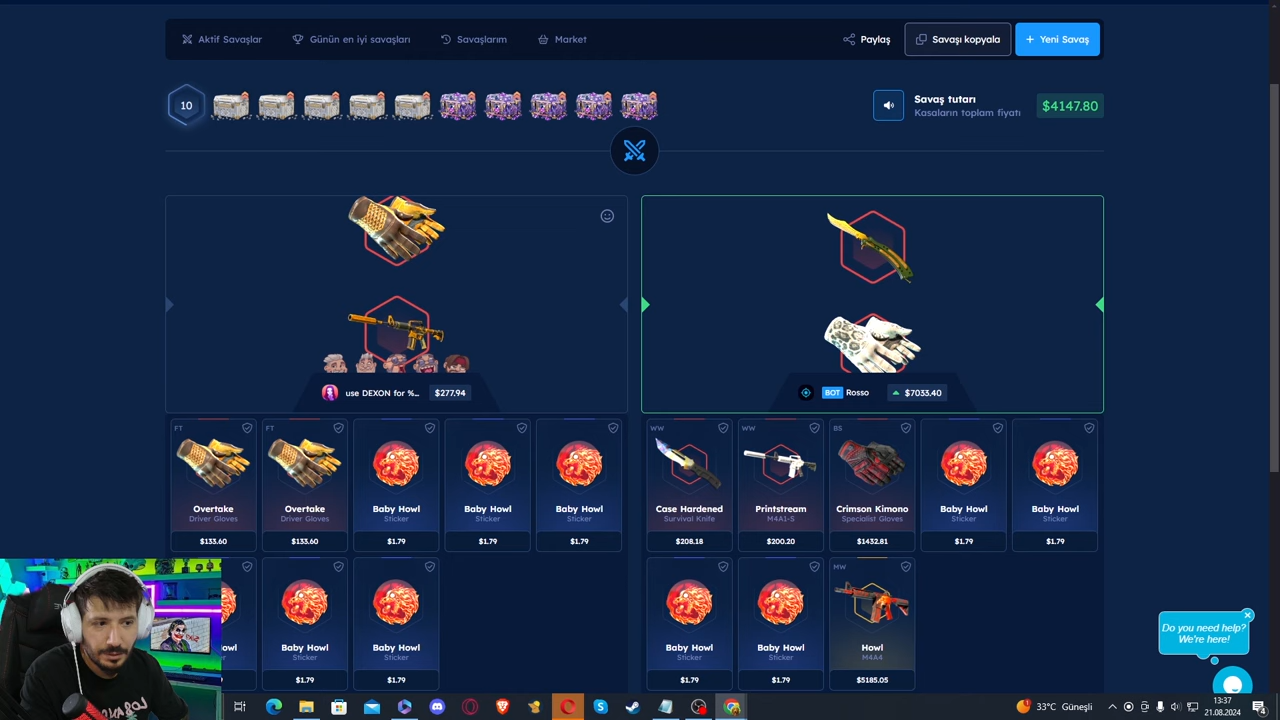 Aktif Savaşlar
Günün en iyi savaşları
Savaşlarım
Market
Paylaş
Savaşı kopyala
+ Yeni Savaş
10
Savaş tutarı
Kasaların toplam fiyatı
$4147.80
use DEXON for %...
$277.94
BOT Rosso
$7033.40
FT
Overtake
Driver Gloves
$133.60
FT
Overtake
Driver Gloves
$133.60
Baby Howl
Sticker
$1.79
Baby Howl
Sticker
$1.79
Baby Howl
Sticker
$1.79
WW
Case Hardened
Survival Knife
$208.18
WW
Printstream
M4A1-S
$200.20
BS
Crimson Kimono
Specialist Gloves
$1432.81
Baby Howl
Sticker
$1.79
Baby Howl
Sticker
$1.79
Baby Howl
Sticker
$1.79
Baby Howl
Sticker
$1.79
Baby Howl
Sticker
$1.79
Baby Howl
Sticker
$1.79
MW
Howl
M4A4
$5185.05
Do you need help?
We're here!
33°C Güneşli
13:37
21.08.2024
4